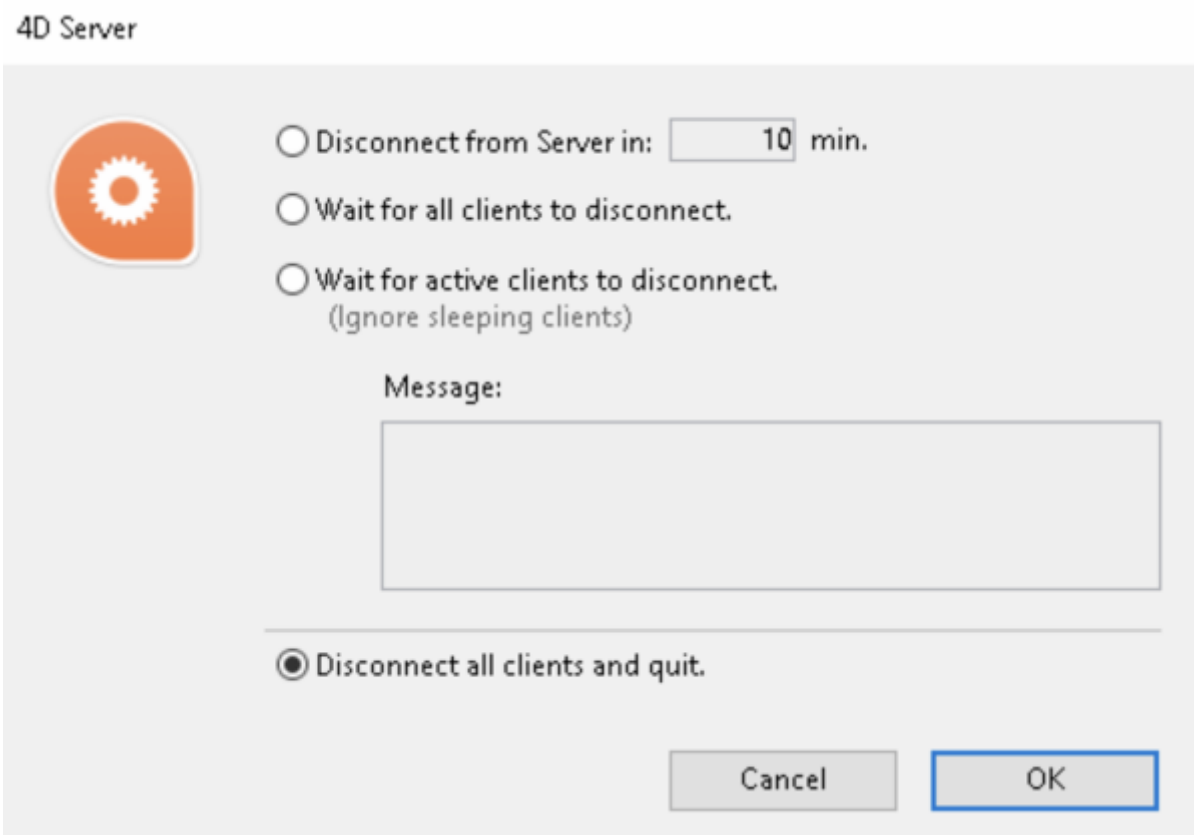 4D Server
Disconnect from Server in: 10 min.
Wait for all clients to disconnect.
Wait for active clients to disconnect.
(Ignore sleeping clients)
Message:
Disconnect all clients and quit.
Cancel OK